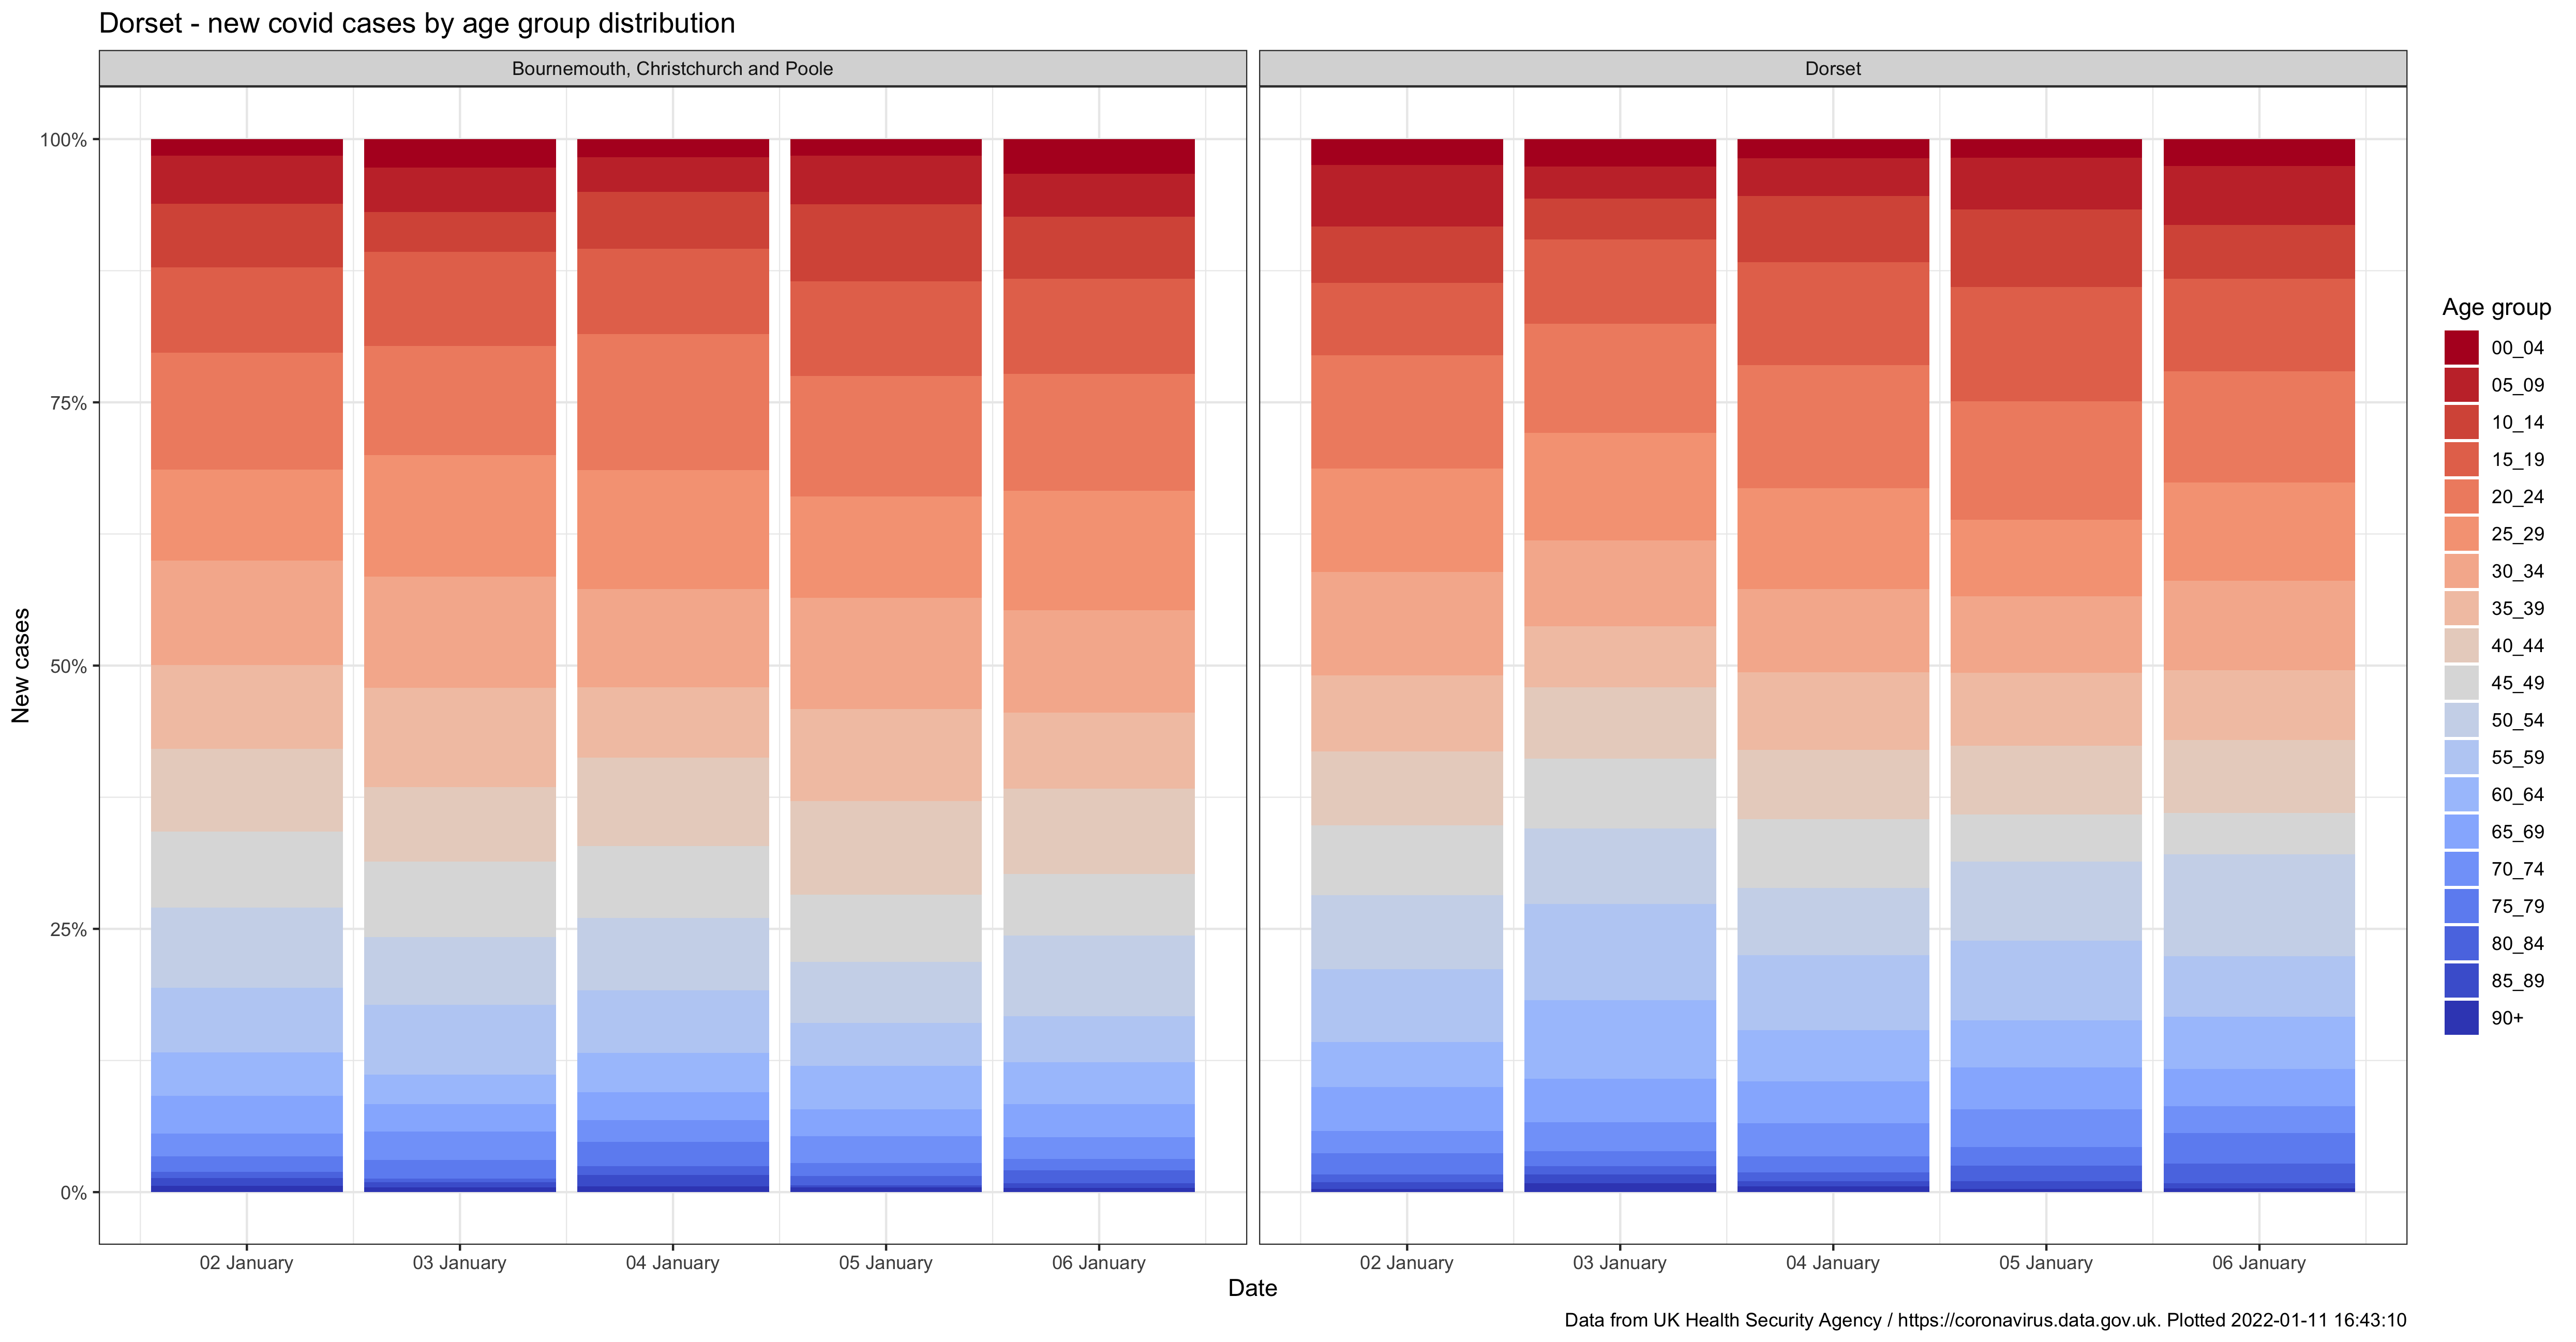 Dorset - new covid cases by age group distribution
Bournemouth, Christchurch and Poole
Dorset
100%
75%
50%
25%
0%
New cases
02 January
03 January
04 January
05 January
06 January
02 January
03 January
04 January
05 January
06 January
Date
Age group
00_04
05_09
10_14
15_19
20_24
25_29
30_34
35_39
40_44
45_49
50_54
55_59
60_64
65_69
70_74
75_79
80_84
85_89
90+
Data from UK Health Security Agency / https://coronavirus.data.gov.uk. Plotted 2022-01-11 16:43:10